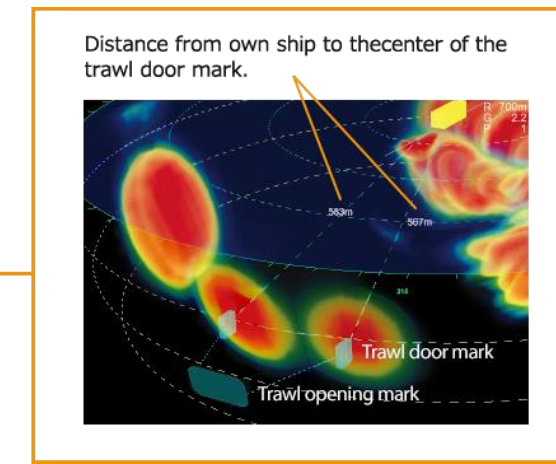 Distance from own ship to thecenter of the
trawl door mark.
R 700m
G 2.2
1
583m
567m
Trawl door mark
Trawl opening mark